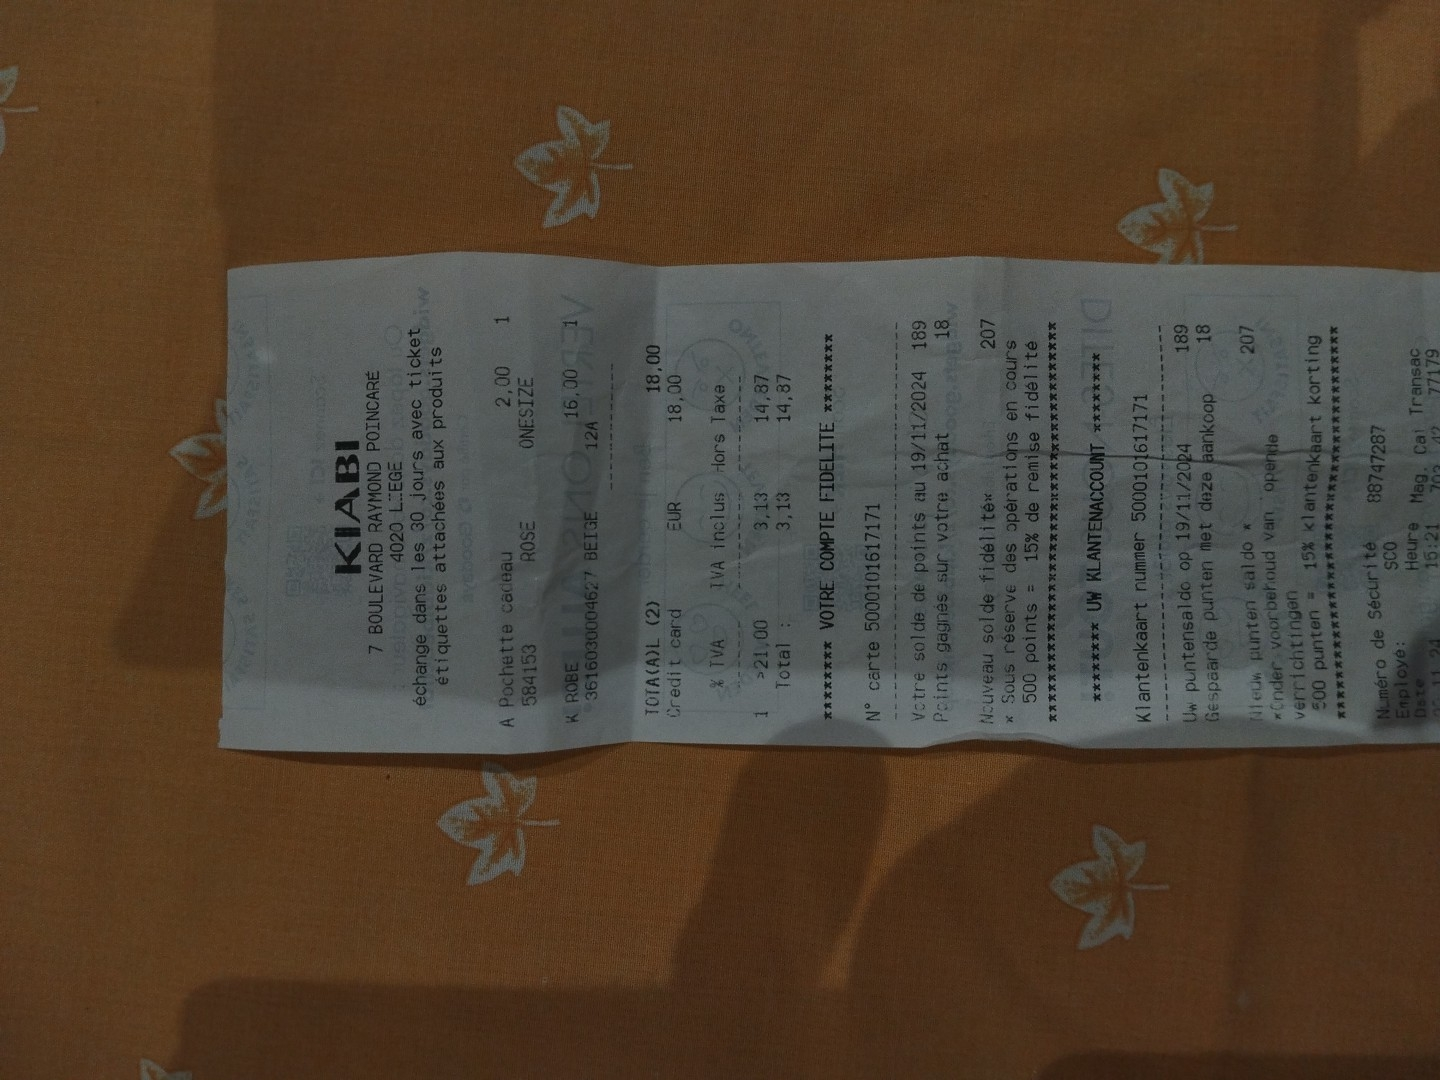 KIABI
7 BOULEVARD RAYMOND POINCARÉ
4020 LIEGE
échange dans les 30 jours avec ticket
étiquettes attachées aux produits
A Pochette cadeau 2,00 1
584153 ROSE ONESIZE
K ROBE 16,00 1
3616030004627 BEIGE 12A
TOTA(A)L (2) 18,00
Credit card EUR 18,00
% TVA TVA inclus Hors Taxe
1 >21,00 3,13 14,87
Total : 3,13 14,87
******** VOTRE COMPTE FIDELITE ********
N° carte 5000101617171
Votre solde de points au 19/11/2024 189
Points gagnés sur votre achat 18
Nouveau solde fidélité* 207
* Sous réserve des opérations en cours
500 points = 15% de remise fidélité
******** UW KLANTENACCOUNT ********
Klantenkaart nummer 5000101617171
Uw puntensaldo op 19/11/2024 189
Gespaarde punten met deze aankoop 18
Nieuw punten saldo * 207
*Onder voorbehoud van opende
verrichtingen
500 punten = 15% klantenkaart korting
Numéro de Sécurité 88747287
Employé: SCO
Date Heure Mag. Cai Transac
15:21 77179